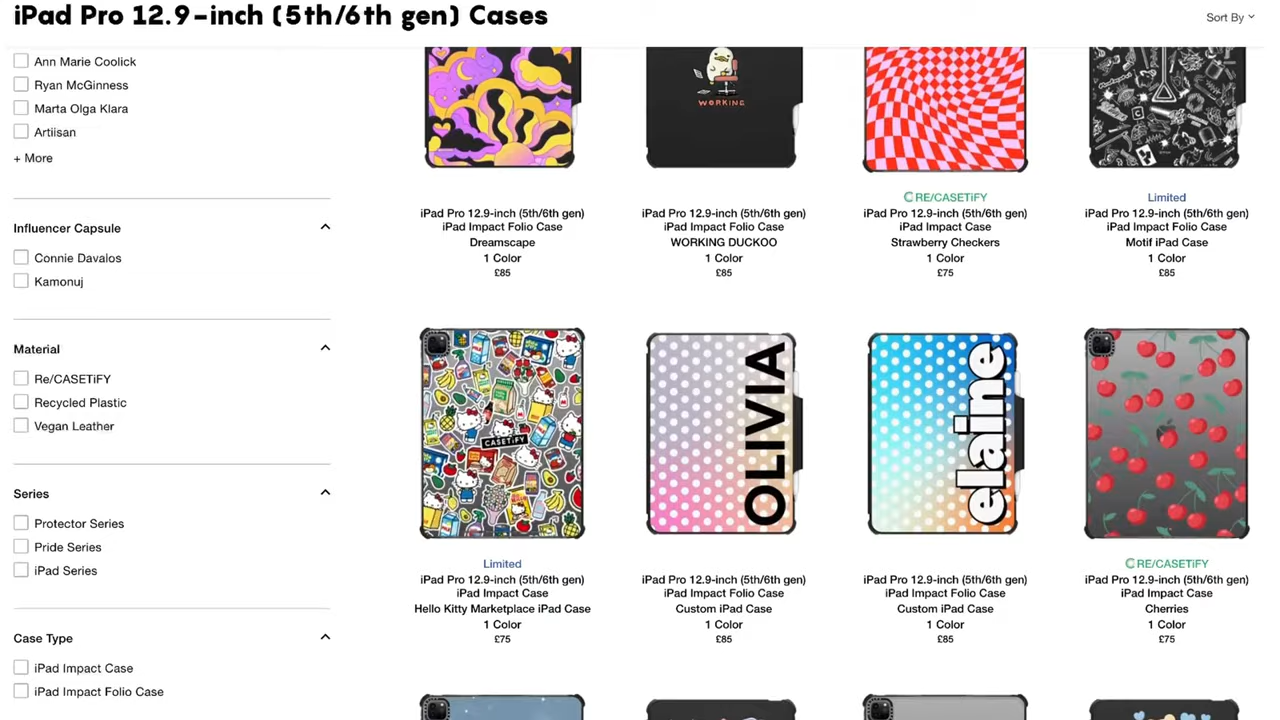 iPad Pro 12.9-inch (5th/6th gen) Cases
Sort By
Ann Marie Coolick
Ryan McGinness
Marta Olga Klara
Artiisan
+ More
Influencer Capsule
Connie Davalos
Kamonuj
Material
Re/CASETiFY
Recycled Plastic
Vegan Leather
Series
Protector Series
Pride Series
iPad Series
Case Type
iPad Impact Case
iPad Impact Folio Case
WORKING
iPad Pro 12.9-inch (5th/6th gen)
iPad Impact Folio Case
Dreamscape
1 Color
£85
iPad Pro 12.9-inch (5th/6th gen)
iPad Impact Folio Case
WORKING DUCKOO
1 Color
£85
RE/CASETiFY
iPad Pro 12.9-inch (5th/6th gen)
iPad Impact Case
Strawberry Checkers
1 Color
£75
Limited
iPad Pro 12.9-inch (5th/6th gen)
iPad Impact Folio Case
Motif iPad Case
1 Color
£85
CASETiFY
Limited
iPad Pro 12.9-inch (5th/6th gen)
iPad Impact Case
Hello Kitty Marketplace iPad Case
1 Color
£75
OLIVIA
iPad Pro 12.9-inch (5th/6th gen)
iPad Impact Folio Case
Custom iPad Case
1 Color
£85
elaine
iPad Pro 12.9-inch (5th/6th gen)
iPad Impact Folio Case
Custom iPad Case
1 Color
£85
RE/CASETiFY
iPad Pro 12.9-inch (5th/6th gen)
iPad Impact Case
Cherries
1 Color
£75